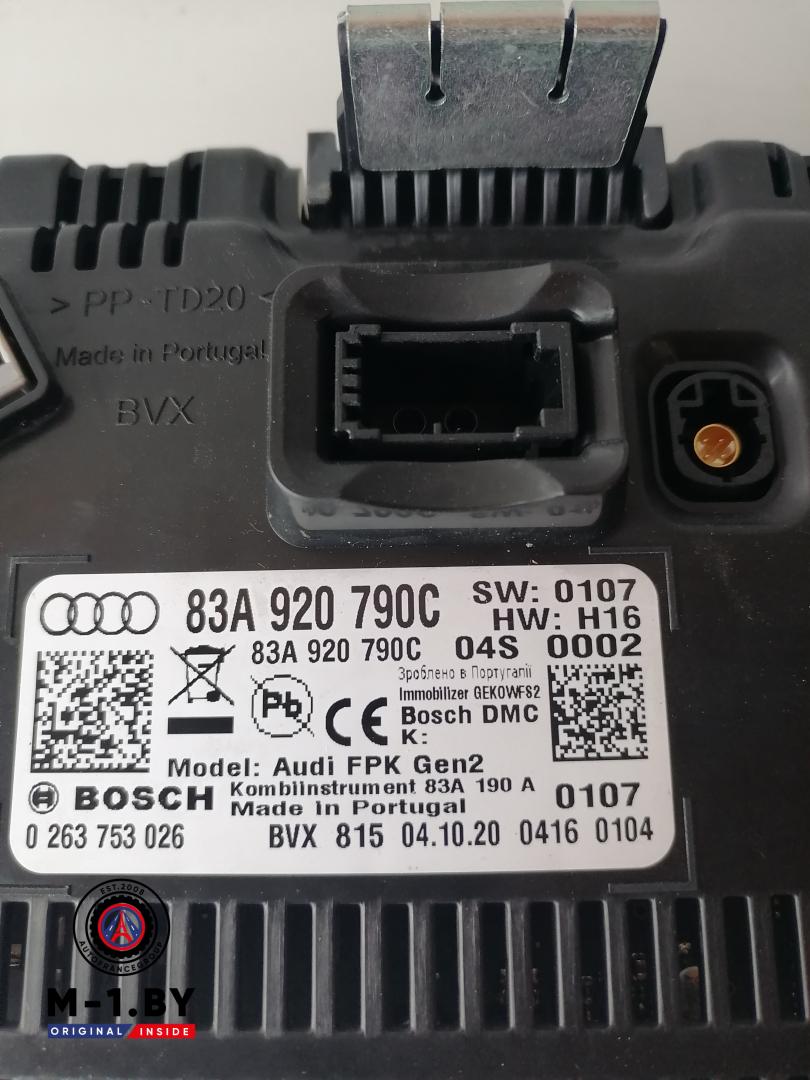 > PP-TD20 <
Made in Portugal
BVX
83A 920 790C
SW: 0107
HW: H16
83A 920 790C 04S 0002
Зроблено в Португалії
Immobilizer GEKOWFS2
Pb
CE
Bosch DMC
K:
Model: Audi FPK Gen2
BOSCH
Kombiinstrument 83A 190 A
Made in Portugal
0107
0 263 753 026 BVX 815 04.10.20 0416 0104
EST.2008
AUTOFRANCEGROUP
M-1.BY
ORIGINAL INSIDE